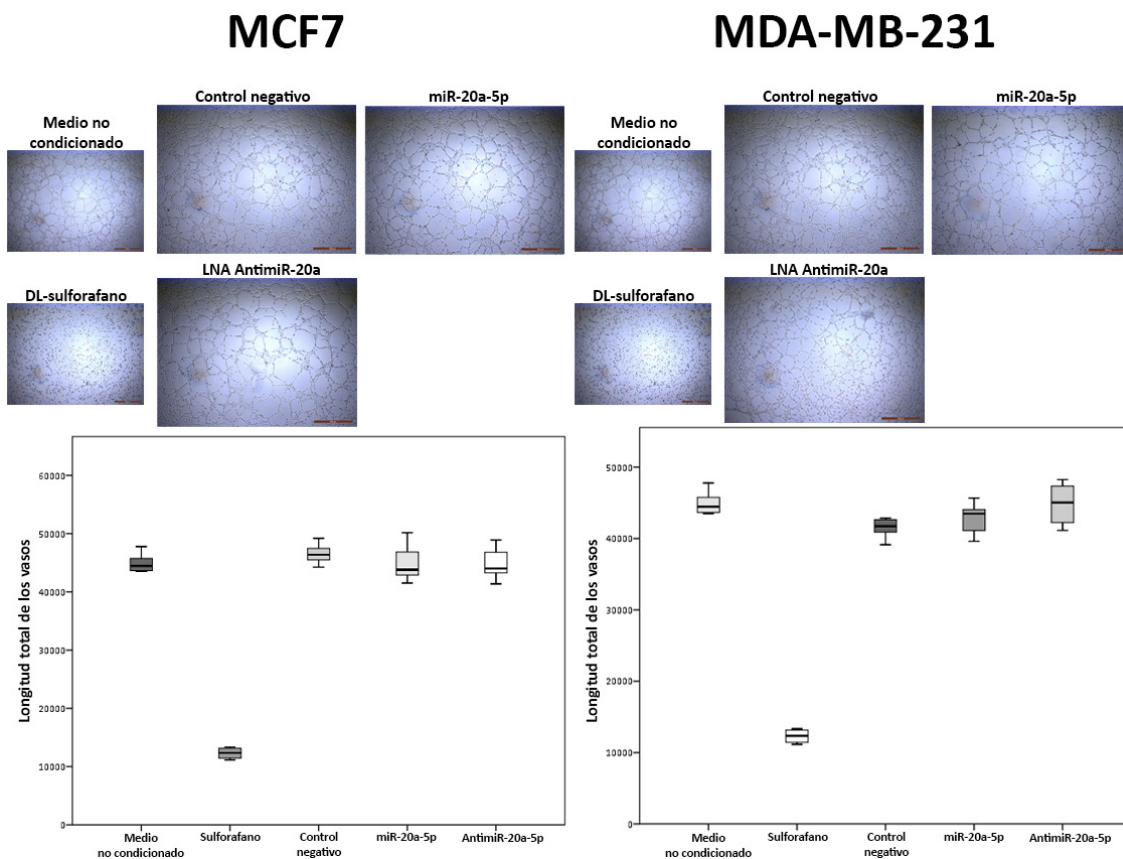 MCF7
MDA-MB-231
Control negativo
miR-20a-5p
Medio no
condicionado
LNA AntimiR-20a
DL-sulforafano
Control negativo
miR-20a-5p
Medio no
condicionado
LNA AntimiR-20a
DL-sulforafano
Longitud total de los vasos
60000
50000
40000
30000
20000
10000
0
Medio
no condicionado
Sulforafano
Control
negativo
miR-20a-5p
AntimiR-20a-5p
Longitud total de los vasos
50000
40000
30000
20000
10000
0
Medio
no condicionado
Sulforafano
Control
negativo
miR-20a-5p
AntimiR-20a-5p